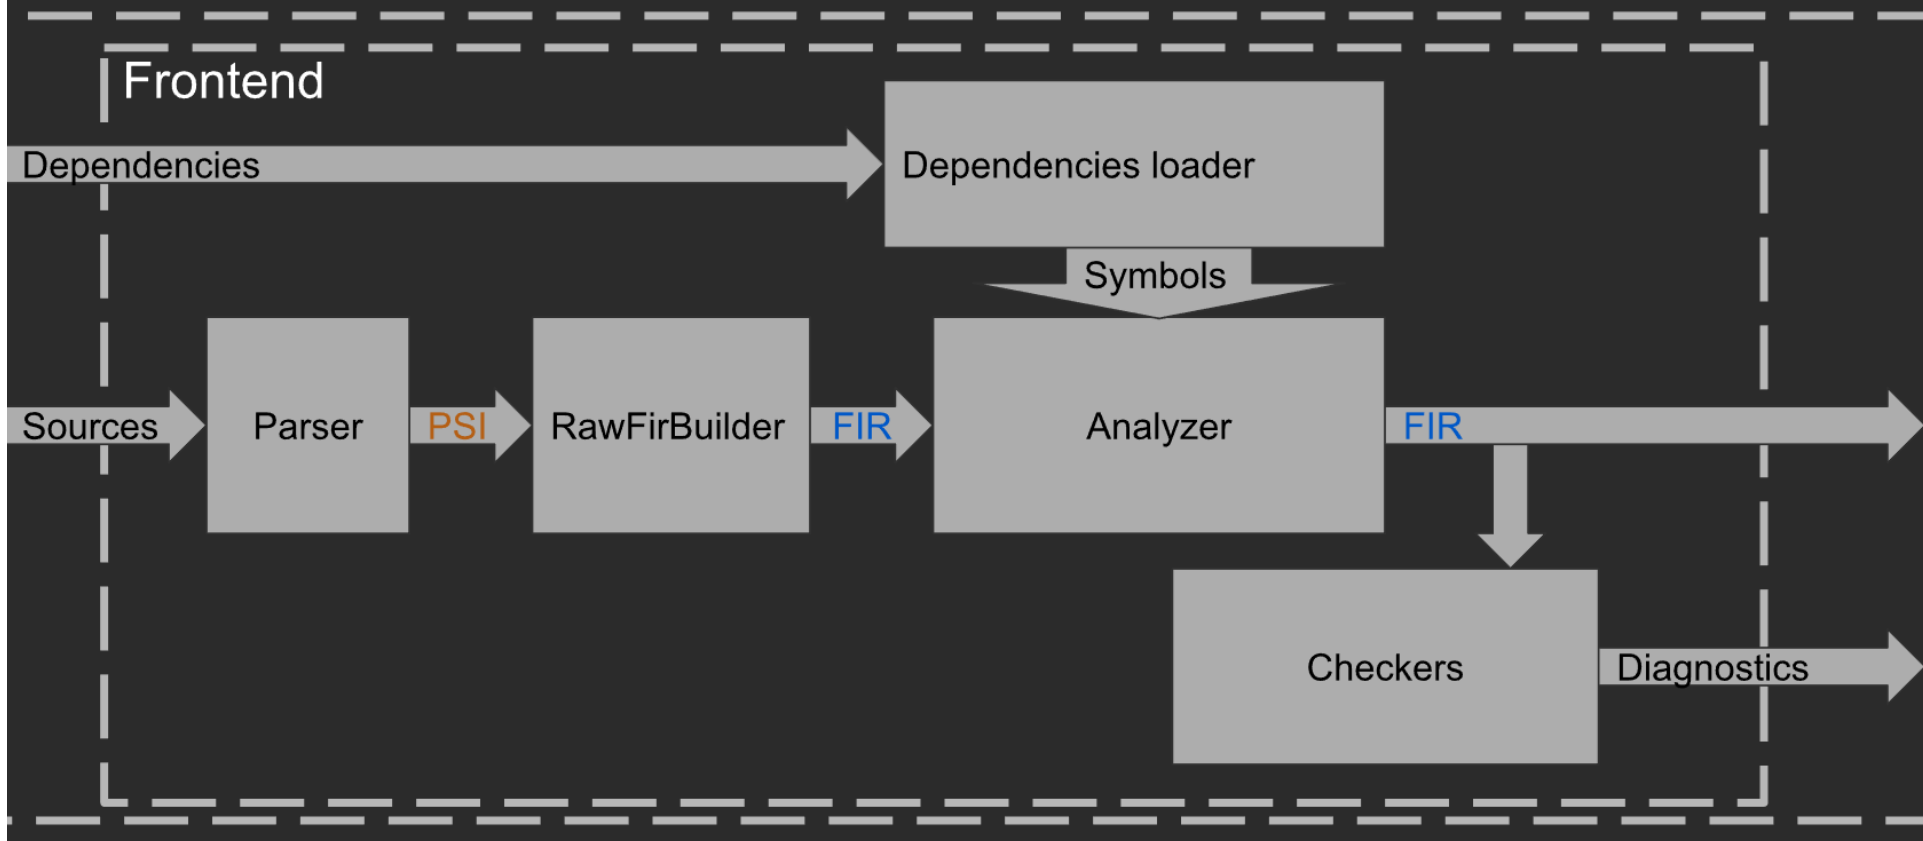 Frontend
Dependencies
Dependencies loader
Symbols
Sources
Parser
PSI
RawFirBuilder
FIR
Analyzer
FIR
Checkers
Diagnostics